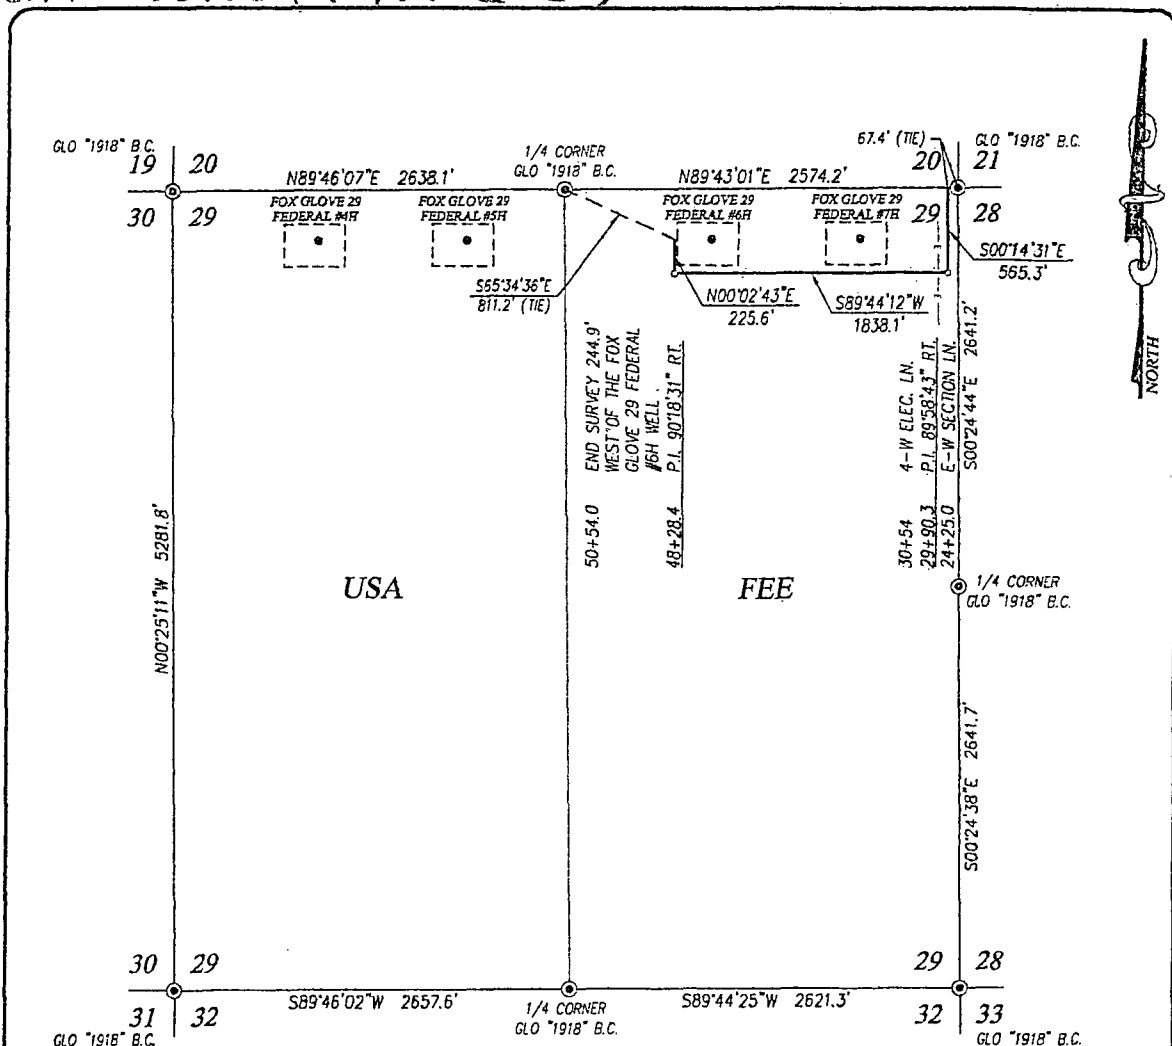 GLO "1918" B.C.
19 20
30 29
N89°46'07"E 2638.1'
1/4 CORNER
GLO "1918" B.C.
N89°43'01"E 2574.2'
67.4' (TIE)
GLO "1918" B.C.
20 21
29 28
FOX GLOVE 29
FEDERAL #4H
FOX GLOVE 29
FEDERAL #5H
FOX GLOVE 29
FEDERAL #6H
FOX GLOVE 29
FEDERAL #7H
S65°34'36"E
811.2' (TIE)
N00°02'43"E
225.6'
S89°44'12"W
1838.1'
S00°14'31"E
565.3'
NORTH
50+54.0 END SURVEY 244.9'
WEST OF THE FOX
GLOVE 29 FEDERAL
#6H WELL
48+28.4 P.I. 90°18'31" RT.
30+54 4-W ELEC. LN.
29+90.3 P.I. 89°58'43" RT.
24+25.0 E-W SECTION LN.
S00°24'44"E 2641.2'
N00°25'11"W 5281.8'
USA
FEE
1/4 CORNER
GLO "1918" B.C.
S00°24'38"E 2641.7'
30 29
31 32
GLO "1918" B.C.
S89°46'02"W 2657.6'
1/4 CORNER
GLO "1918" B.C.
S89°44'25"W 2621.3'
29 28
32 33
GLO "1918" B.C.